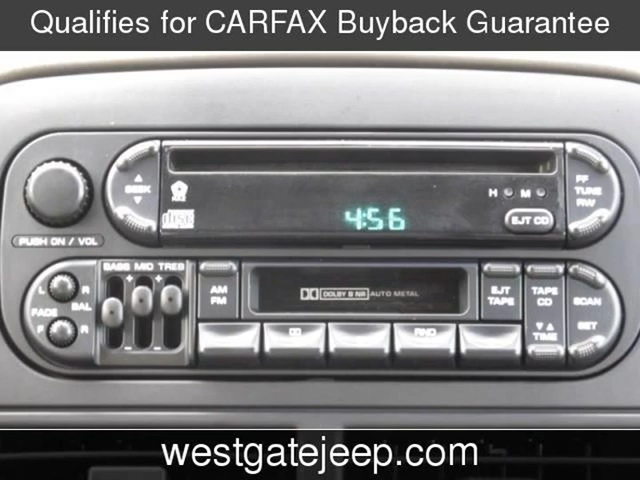 Qualifies for CARFAX Buyback Guarantee
SEEK
H M
FF
TUNE
RW
disc
4:56
EJT CD
PUSH ON / VOL
BASS MID TREB
L R
BAL
FADE
F R
AM
FM
DOLBY B NR AUTO METAL
EJT
TAPE
TAPE
CD
SCAN
SET
TIME
RND
westgatejeep.com